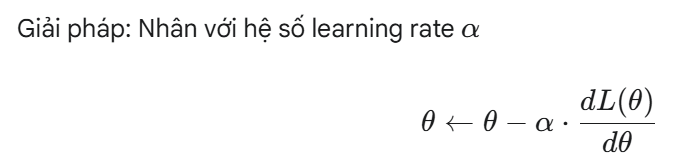 Giải pháp: Nhân với hệ số learning rate α
θ ← θ − α · dL(θ)/dθ